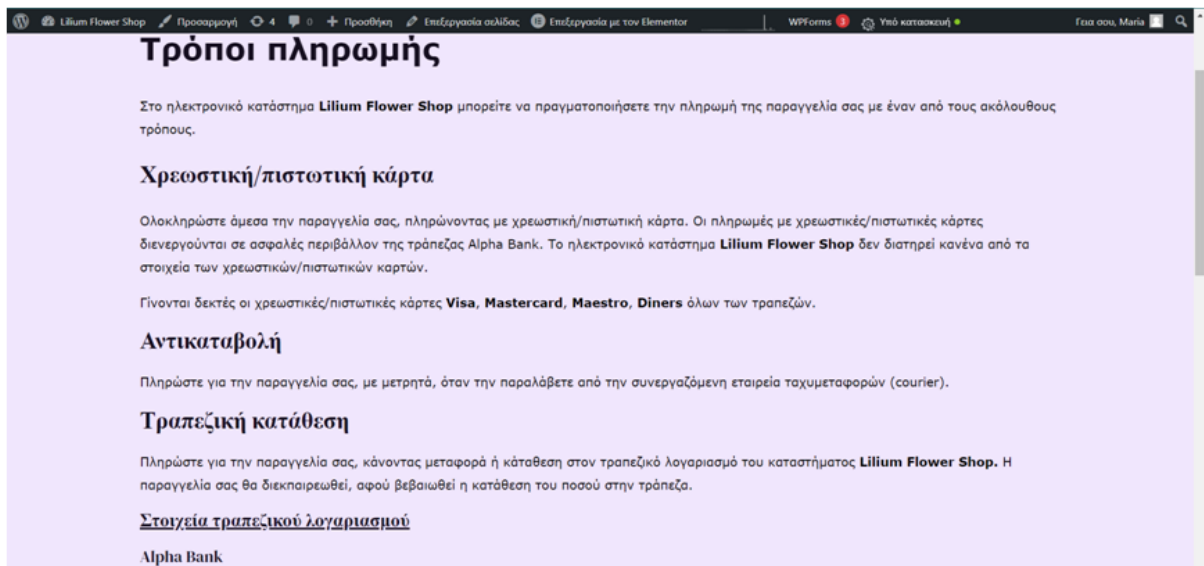 Lilium Flower Shop Προσαρμογή 4 0 Προσθήκη Επεξεργασία σελίδας Επεξεργασία με τον Elementor WPForms 3 Υπό κατασκευή Γεια σου, Maria
Τρόποι πληρωμής
Στο ηλεκτρονικό κατάστημα Lilium Flower Shop μπορείτε να πραγματοποιήσετε την πληρωμή της παραγγελία σας με έναν από τους ακόλουθους
τρόπους.
Χρεωστική/πιστωτική κάρτα
Ολοκληρώστε άμεσα την παραγγελία σας, πληρώνοντας με χρεωστική/πιστωτική κάρτα. Οι πληρωμές με χρεωστικές/πιστωτικές κάρτες
διενεργούνται σε ασφαλές περιβάλλον της τράπεζας Alpha Bank. Το ηλεκτρονικό κατάστημα Lilium Flower Shop δεν διατηρεί κανένα από τα
στοιχεία των χρεωστικών/πιστωτικών καρτών.
Γίνονται δεκτές οι χρεωστικές/πιστωτικές κάρτες Visa, Mastercard, Maestro, Diners όλων των τραπεζών.
Αντικαταβολή
Πληρώστε για την παραγγελία σας, με μετρητά, όταν την παραλάβετε από την συνεργαζόμενη εταιρεία ταχυμεταφορών (courier).
Τραπεζική κατάθεση
Πληρώστε για την παραγγελία σας, κάνοντας μεταφορά ή κάταθεση στον τραπεζικό λογαριασμό του καταστήματος Lilium Flower Shop. Η
παραγγελία σας θα διεκπαιρεωθεί, αφού βεβαιωθεί η κατάθεση του ποσού στην τράπεζα.
Στοιχεία τραπεζικού λογαριασμού
Alpha Bank